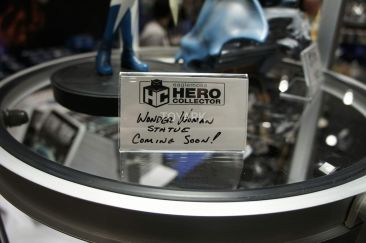 eaglemoss
HC HERO
COLLECTOR
WONDER WOMAN
STATUE
COMING SOON!